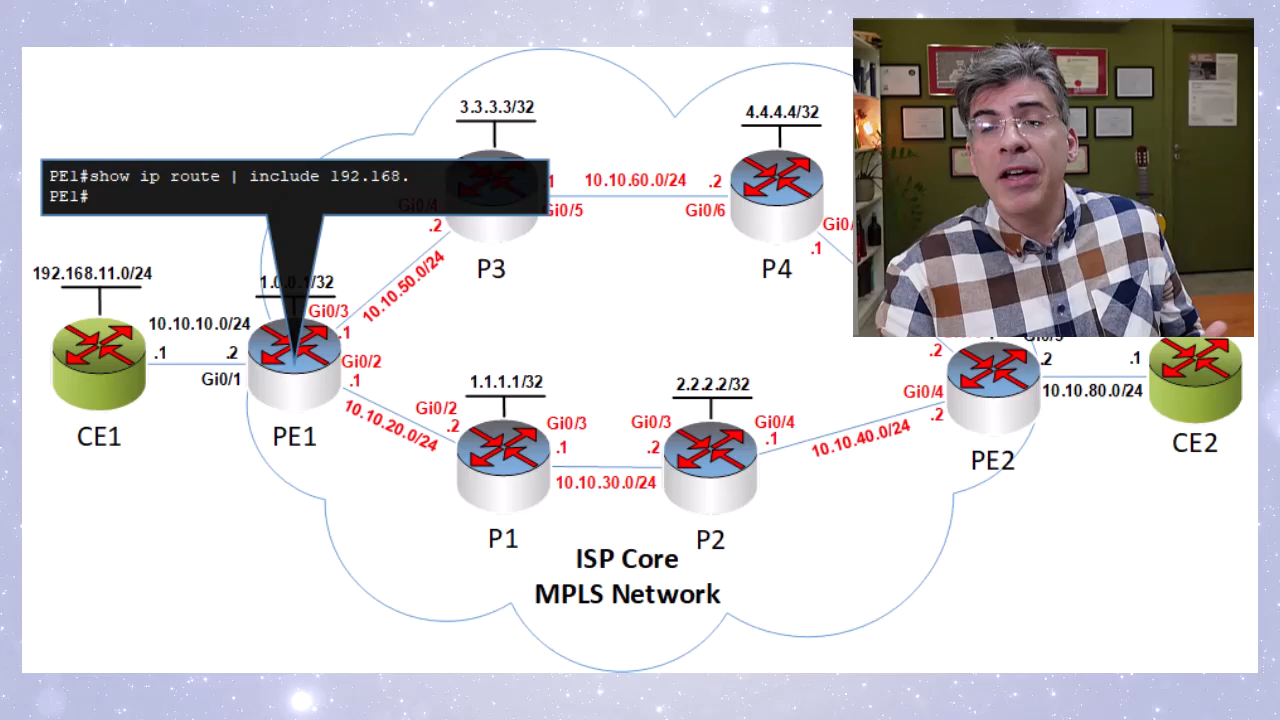 3.3.3.3/32
4.4.4.4/32
PE1#show ip route | include 192.168.
PE1#
.1
10.10.60.0/24
.2
Gi0/4
Gi0/5
Gi0/6
.2
.1
P3
P4
192.168.11.0/24
1.0.0.1/32
10.10.50.0/24
Gi0/3
.1
10.10.10.0/24
.1
.2
Gi0/1
Gi0/2
.1
CE1
PE1
10.10.20.0/24
1.1.1.1/32
2.2.2.2/32
Gi0/2
.2
Gi0/3
.1
10.10.30.0/24
Gi0/3
.2
Gi0/4
.1
10.10.40.0/24
.2
Gi0/4
.2
.2
.1
10.10.80.0/24
PE2
CE2
P1
P2
ISP Core
MPLS Network